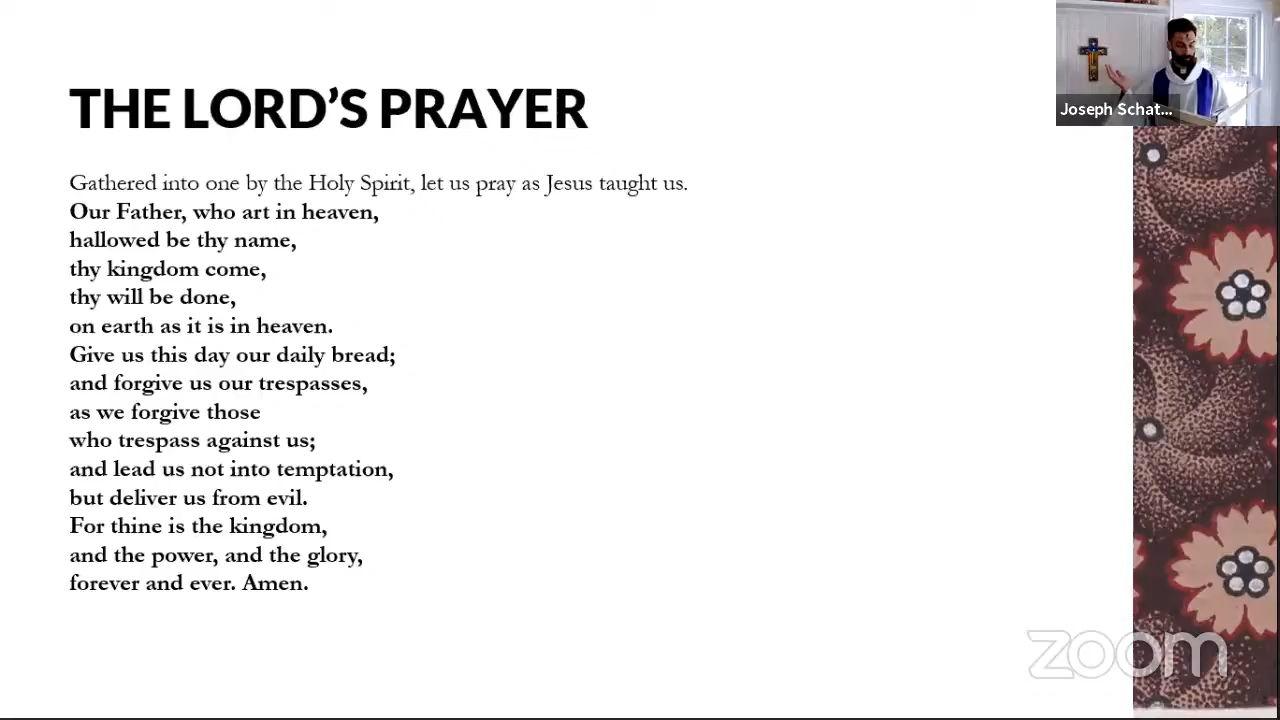 THE LORD’S PRAYER
Gathered into one by the Holy Spirit, let us pray as Jesus taught us.
Our Father, who art in heaven,
hallowed be thy name,
thy kingdom come,
thy will be done,
on earth as it is in heaven.
Give us this day our daily bread;
and forgive us our trespasses,
as we forgive those
who trespass against us;
and lead us not into temptation,
but deliver us from evil.
For thine is the kingdom,
and the power, and the glory,
forever and ever. Amen.
Joseph Schat...
zoom